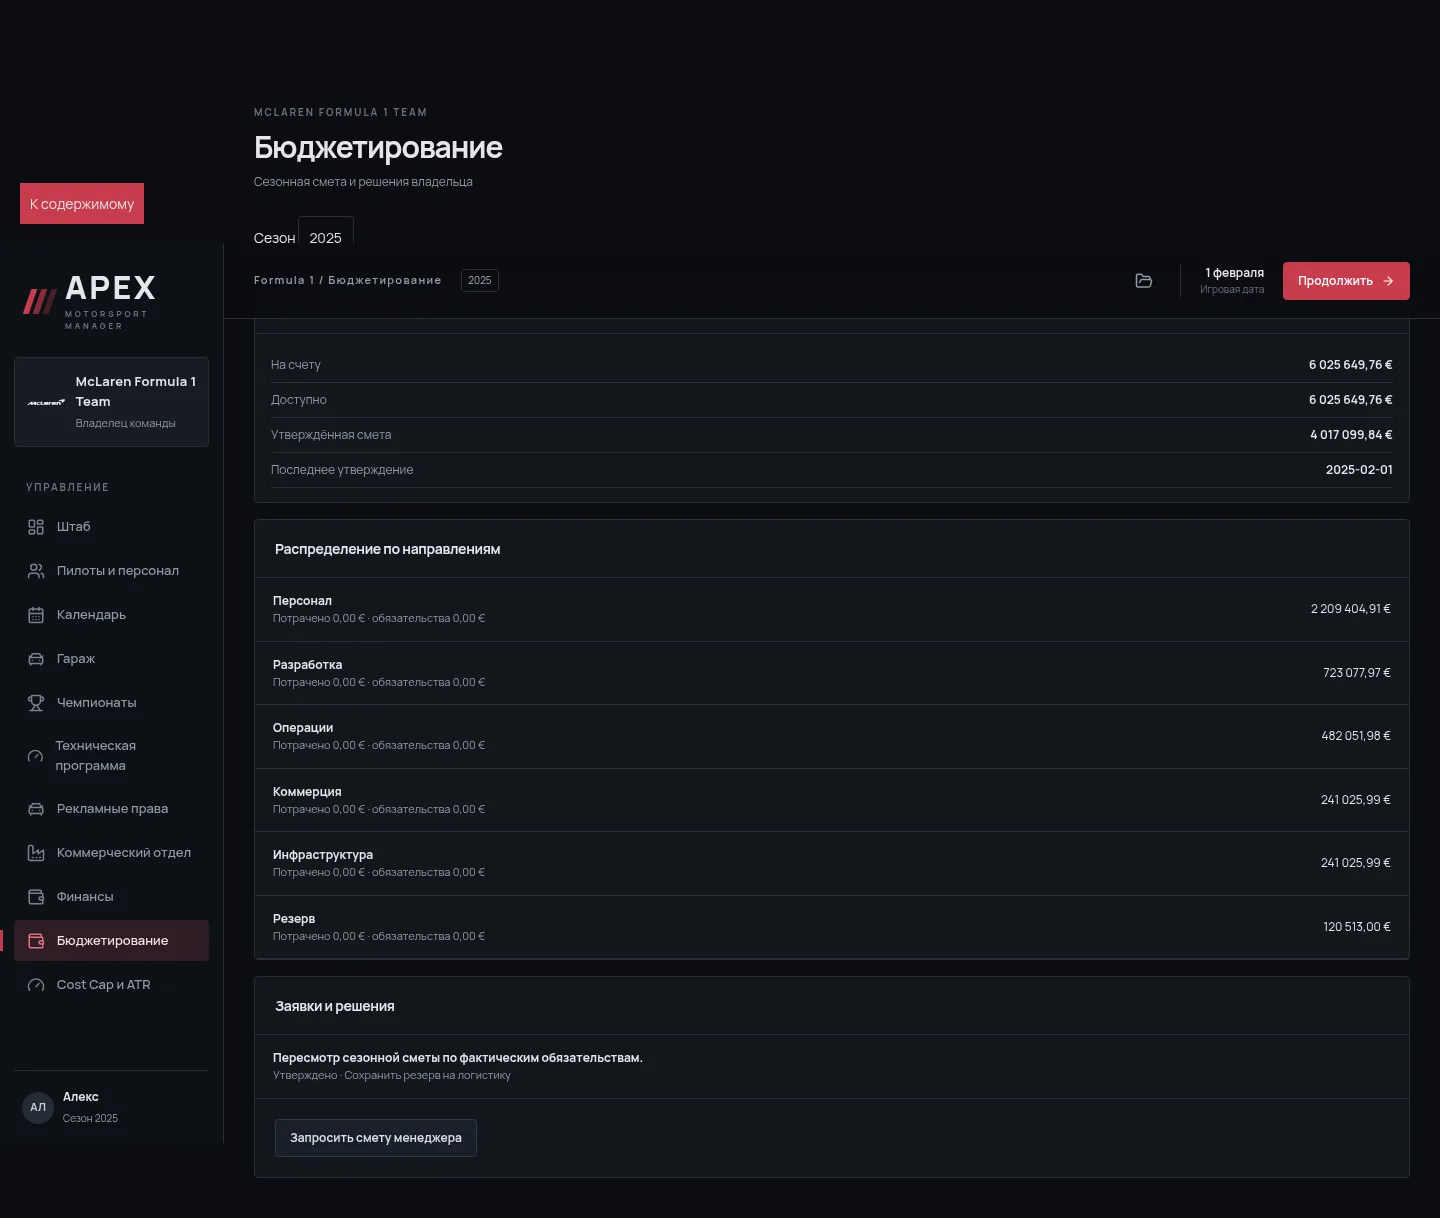 MCLAREN FORMULA 1 TEAM
Бюджетирование
Сезонная смета и решения владельца
К содержимому
Сезон 2025
Formula 1 / Бюджетирование 2025
1 февраля
Игровая дата
Продолжить
APEX
MOTORSPORT
MANAGER
McLaren
McLaren Formula 1
Team
Владелец команды
УПРАВЛЕНИЕ
Штаб
Пилоты и персонал
Календарь
Гараж
Чемпионаты
Техническая
программа
Рекламные права
Коммерческий отдел
Финансы
Бюджетирование
Cost Cap и ATR
АЛ
Алекс
Сезон 2025
На счету 6 025 649,76 €
Доступно 6 025 649,76 €
Утверждённая смета 4 017 099,84 €
Последнее утверждение 2025-02-01
Распределение по направлениям
Персонал
Потрачено 0,00 € · обязательства 0,00 €
2 209 404,91 €
Разработка
Потрачено 0,00 € · обязательства 0,00 €
723 077,97 €
Операции
Потрачено 0,00 € · обязательства 0,00 €
482 051,98 €
Коммерция
Потрачено 0,00 € · обязательства 0,00 €
241 025,99 €
Инфраструктура
Потрачено 0,00 € · обязательства 0,00 €
241 025,99 €
Резерв
Потрачено 0,00 € · обязательства 0,00 €
120 513,00 €
Заявки и решения
Пересмотр сезонной сметы по фактическим обязательствам.
Утверждено · Сохранить резерв на логистику
Запросить смету менеджера